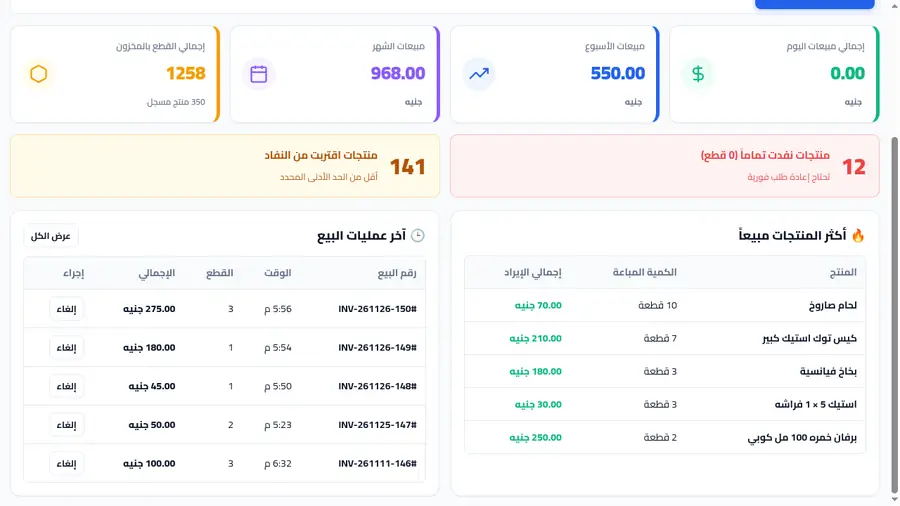 إجمالي مبيعات اليوم
0.00
جنيه
مبيعات الأسبوع
550.00
جنيه
مبيعات الشهر
968.00
جنيه
إجمالي القطع بالمخزون
1258
350 منتج مسجل
12
منتجات نفدت تماماً (0 قطع)
تحتاج إعادة طلب فورية
141
منتجات اقتربت من النفاد
أقل من الحد الأدنى المحدد
🔥 أكثر المنتجات مبيعاً
المنتج الكمية المباعة إجمالي الإيراد
لحام صاروخ 10 قطعة 70.00 جنيه
كيس توك استيك كبير 7 قطعة 210.00 جنيه
بخاخ فيانسية 3 قطعة 180.00 جنيه
استيك 5 × 1 فراشه 3 قطعة 30.00 جنيه
برفان خمره 100 مل كوبي 2 قطعة 250.00 جنيه
🕒 آخر عمليات البيع
عرض الكل
رقم البيع الوقت القطع الإجمالي إجراء
INV-261126-150# 5:56 م 3 275.00 جنيه إلغاء
INV-261126-149# 5:54 م 1 180.00 جنيه إلغاء
INV-261126-148# 5:50 م 1 45.00 جنيه إلغاء
INV-261125-147# 5:23 م 2 50.00 جنيه إلغاء
INV-261111-146# 6:32 م 3 100.00 جنيه إلغاء